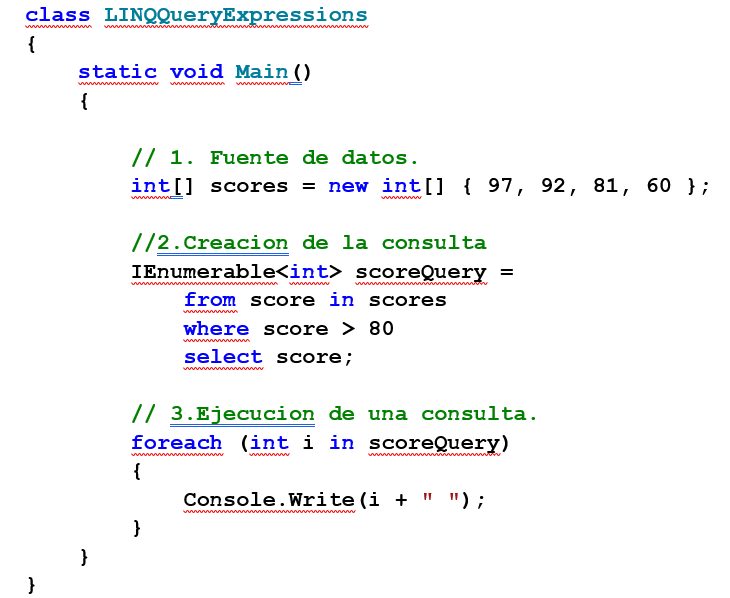 class LINQQueryExpressions
{
    static void Main()
    {

        // 1. Fuente de datos.
        int[] scores = new int[] { 97, 92, 81, 60 };

        //2.Creacion de la consulta
        IEnumerable<int> scoreQuery =
            from score in scores
            where score > 80
            select score;

        // 3.Ejecucion de una consulta.
        foreach (int i in scoreQuery)
        {
            Console.Write(i + " ");
        }
    }
}